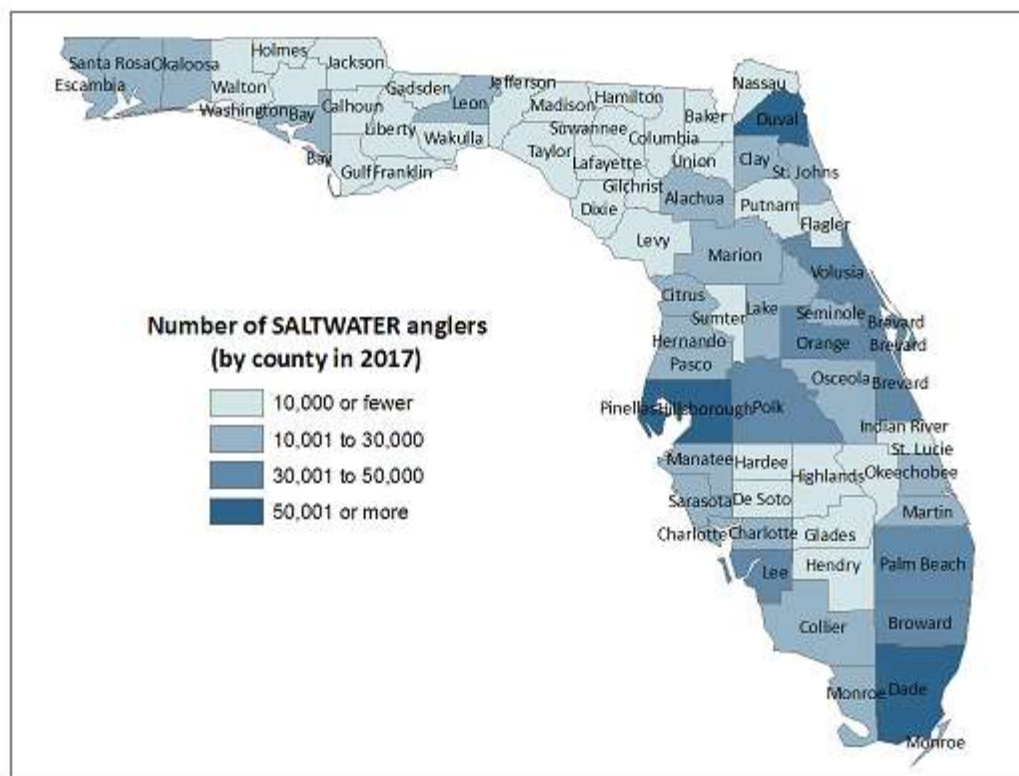 Holmes
Santa Rosa
Okaloosa
Jackson
Escambia
Walton
Gadsden
Jefferson
Nassau
Washington
Bay
Calhoun
Leon
Madison
Hamilton
Baker
Duval
Liberty
Wakulla
Suwannee
Columbia
Bay
Taylor
Lafayette
Union
Clay
St. Johns
Gulf
Franklin
Gilchrist
Alachua
Putnam
Dixie
Flagler
Levy
Marion
Volusia
Citrus
Number of SALTWATER anglers
(by county in 2017)
10,000 or fewer
10,001 to 30,000
30,001 to 50,000
50,001 or more
Sumter
Lake
Seminole
Brevard
Hernando
Orange
Brevard
Pasco
Osceola
Brevard
Pinellas
Hillsborough
Polk
Indian River
St. Lucie
Manatee
Hardee
Highlands
Okeechobee
Sarasota
De Soto
Martin
Charlotte
Charlotte
Glades
Lee
Hendry
Palm Beach
Collier
Broward
Monroe
Dade
Monroe